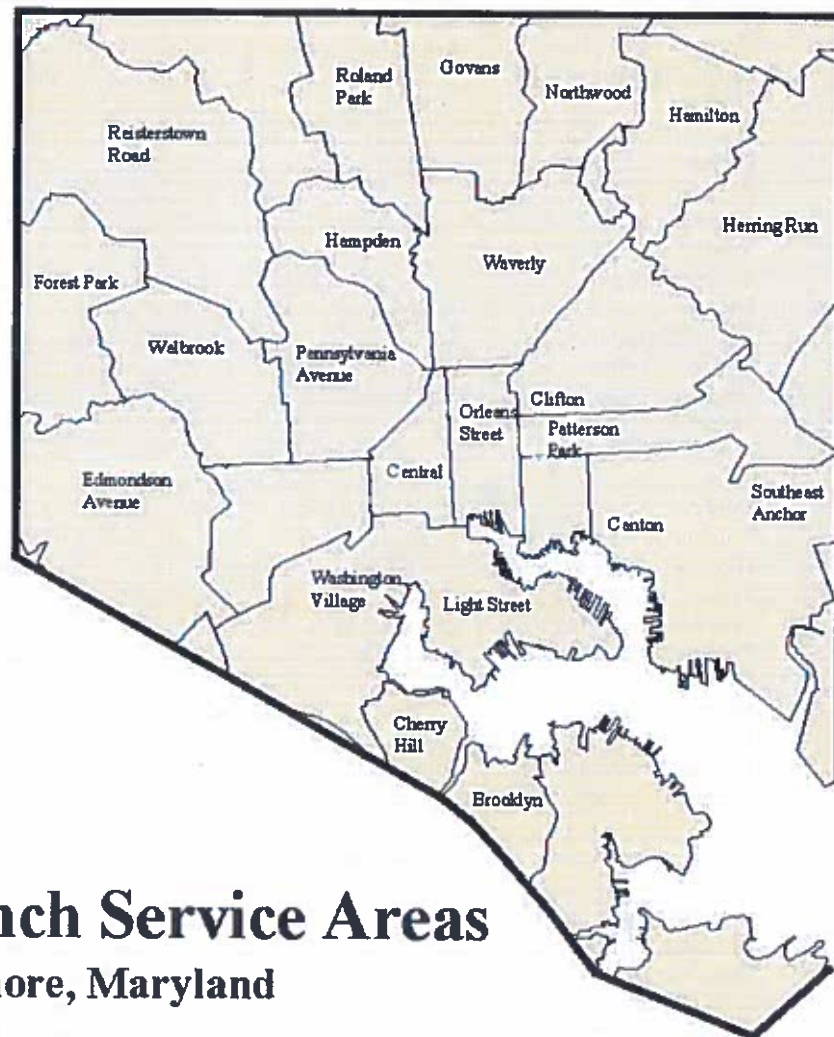 Govans
Roland
Park
Northwood
Hamilton
Reisterstown
Road
Herring Run
Hampden
Waverly
Forest Park
Walbrook
Pennsylvania
Avenue
Clifton
Orleans
Street
Patterson
Park
Central
Edmondson
Avenue
Southeast
Anchor
Canton
Washington
Village
Light Street
Cherry
Hill
Brooklyn
nch Service Areas
nore, Maryland